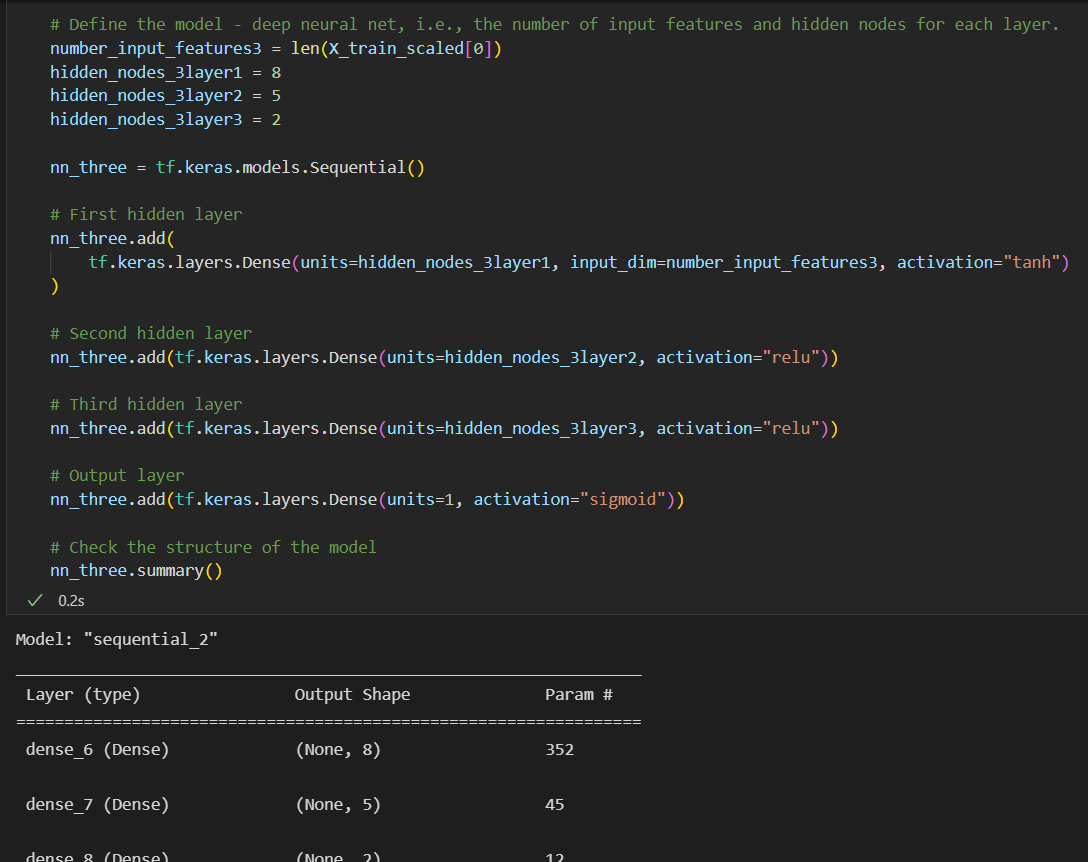 # Define the model - deep neural net, i.e., the number of input features and hidden nodes for each layer.
number_input_features3 = len(X_train_scaled[0])
hidden_nodes_3layer1 = 8
hidden_nodes_3layer2 = 5
hidden_nodes_3layer3 = 2
nn_three = tf.keras.models.Sequential()
# First hidden layer
nn_three.add(
    tf.keras.layers.Dense(units=hidden_nodes_3layer1, input_dim=number_input_features3, activation="tanh")
)
# Second hidden layer
nn_three.add(tf.keras.layers.Dense(units=hidden_nodes_3layer2, activation="relu"))
# Third hidden layer
nn_three.add(tf.keras.layers.Dense(units=hidden_nodes_3layer3, activation="relu"))
# Output layer
nn_three.add(tf.keras.layers.Dense(units=1, activation="sigmoid"))
# Check the structure of the model
nn_three.summary()
0.2s
Model: "sequential_2"
Layer (type) Output Shape Param #
=================================================================
dense_6 (Dense) (None, 8) 352
dense_7 (Dense) (None, 5) 45
dense_8 (Dense) (None, 2) 12